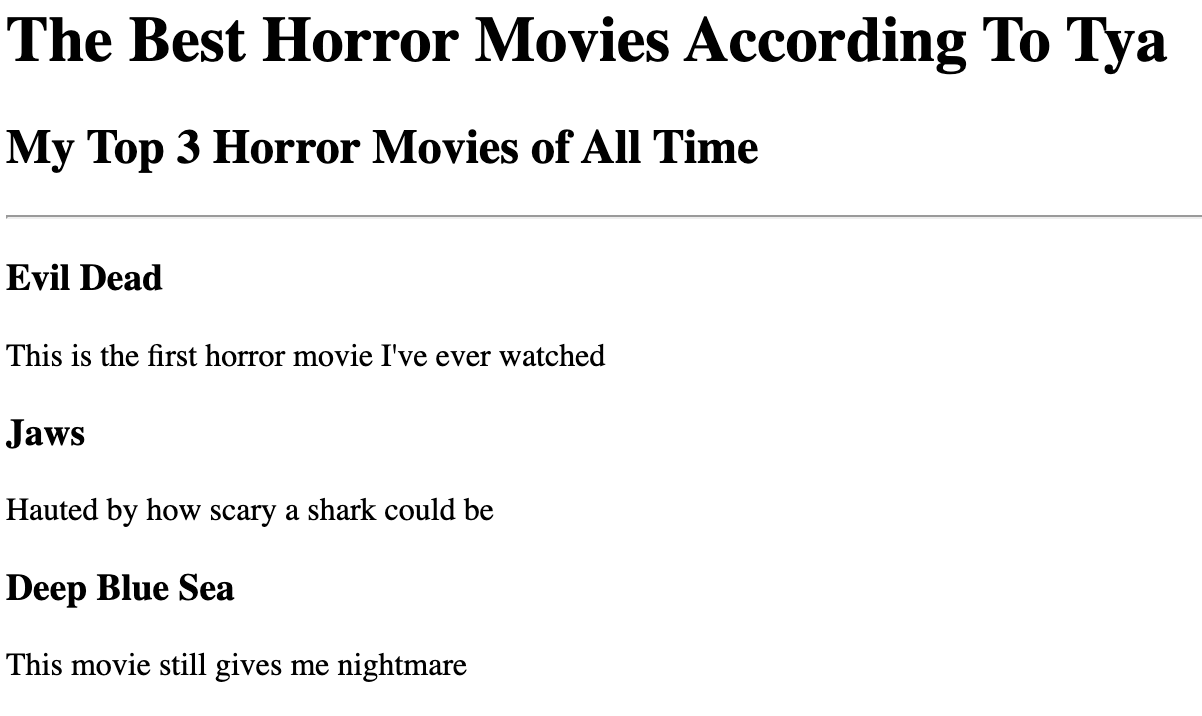 The Best Horror Movies According To Tya
My Top 3 Horror Movies of All Time
Evil Dead
This is the first horror movie I've ever watched
Jaws
Hauted by how scary a shark could be
Deep Blue Sea
This movie still gives me nightmare